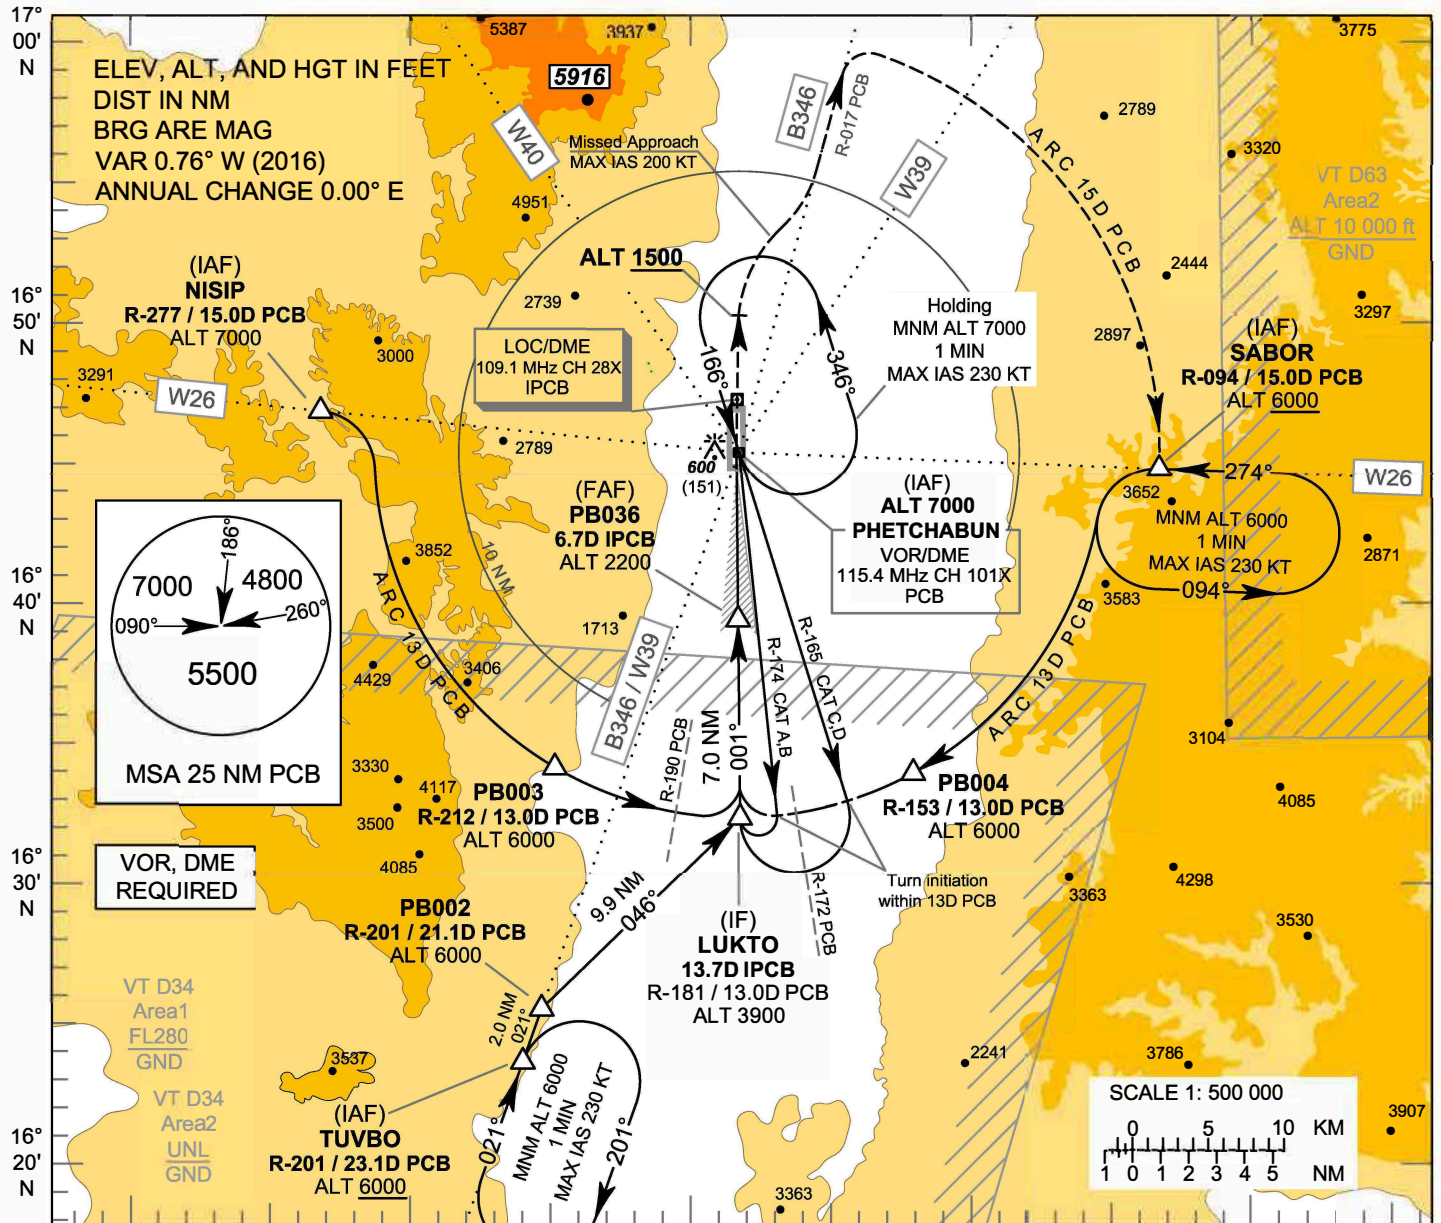 17°
00'
N
ELEV, ALT, AND HGT IN FEET
DIST IN NM
BRG ARE MAG
VAR 0.76° W (2016)
ANNUAL CHANGE 0.00° E
5387
3937
5916
W40
Missed Approach
MAX IAS 200 KT
B346
R-017 PCB
W39
ARC 15D PCB
2789
3775
3320
VT D63
Area2
ALT 10 000 ft
GND
4951
2444
3297
2897
ALT 1500
2739
(IAF)
NISIP
R-277 / 15.0D PCB
ALT 7000
16°
50'
N
3000
3291
W26
LOC/DME
109.1 MHz CH 28X
IPCB
166°
346°
Holding
MNM ALT 7000
1 MIN
MAX IAS 230 KT
(IAF)
SABOR
R-094 / 15.0D PCB
ALT 6000
2789
600
(151)
274°
W26
3652
MNM ALT 6000
1 MIN
MAX IAS 230 KT
094°
2871
3583
(IAF)
ALT 7000
PHETCHABUN
VOR/DME
115.4 MHz CH 101X
PCB
(FAF)
PB036
6.7D IPCB
ALT 2200
186°
7000
4800
090°
260°
5500
MSA 25 NM PCB
3852
10 NM
16°
40'
N
ARC 13D PCB
1713
3406
4429
B346 / W39
R-190 PCB
7.0 NM
001°
R-174 CAT A,B
R-165 CAT C,D
ARC 13D PCB
3104
3330
4117
3500
4085
PB003
R-212 / 13.0D PCB
ALT 6000
PB004
R-153 / 13.0D PCB
ALT 6000
4085
16°
30'
N
VOR, DME
REQUIRED
9.9 NM
046°
R-172 PCB
Turn initiation
within 13D PCB
3363
4298
3530
PB002
R-201 / 21.1D PCB
ALT 6000
(IF)
LUKTO
13.7D IPCB
R-181 / 13.0D PCB
ALT 3900
VT D34
Area1
FL280
GND
2.0 NM
021°
3537
VT D34
Area2
UNL
GND
2241
3786
(IAF)
TUVBO
R-201 / 23.1D PCB
ALT 6000
021°
MNM ALT 6000
1 MIN
MAX IAS 230 KT
201°
SCALE 1: 500 000
0 5 10 KM
1 0 1 2 3 4 5 NM
3907
16°
20'
N
3363